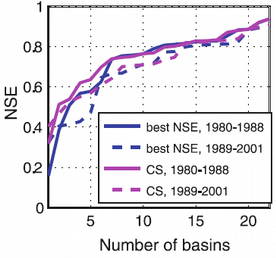 1
0.8
0.6
0.4
0.2
0
NSE
best NSE, 1980-1988
best NSE, 1989-2001
CS, 1980-1988
CS, 1989-2001
5 10 15 20
Number of basins